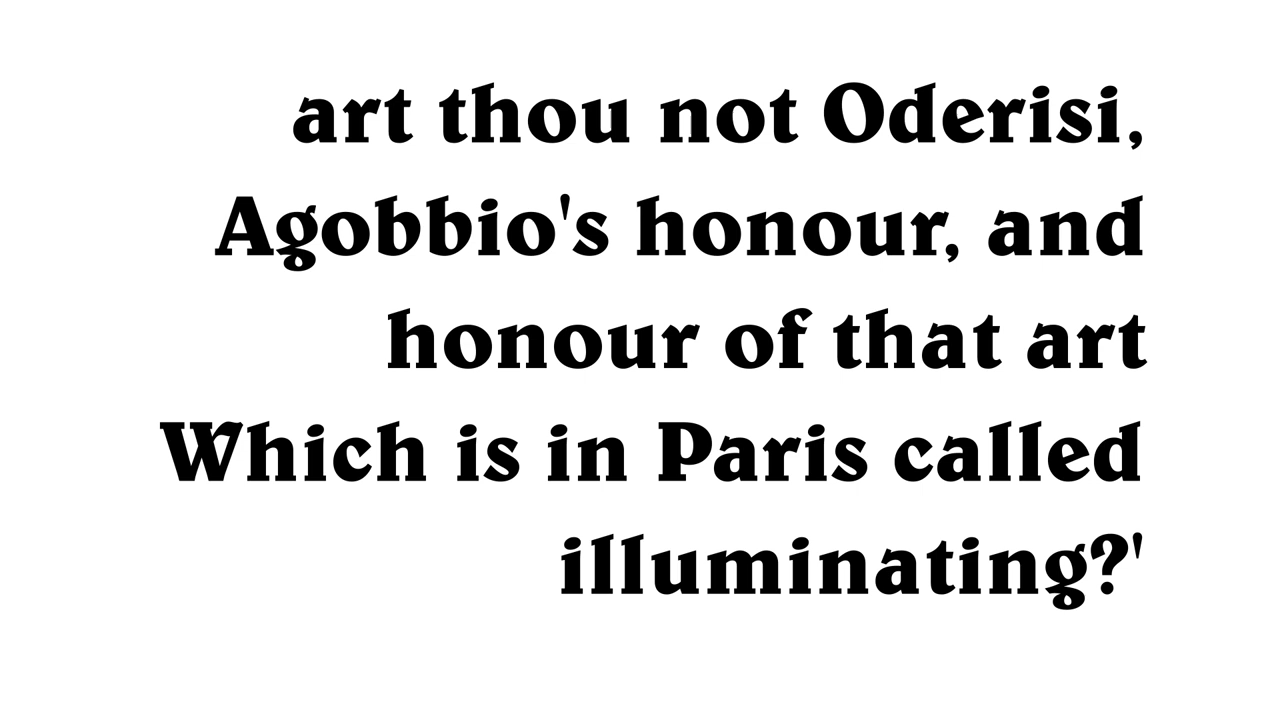 art thou not Oderisi,
Agobbio's honour, and
honour of that art
Which is in Paris called
illuminating?'